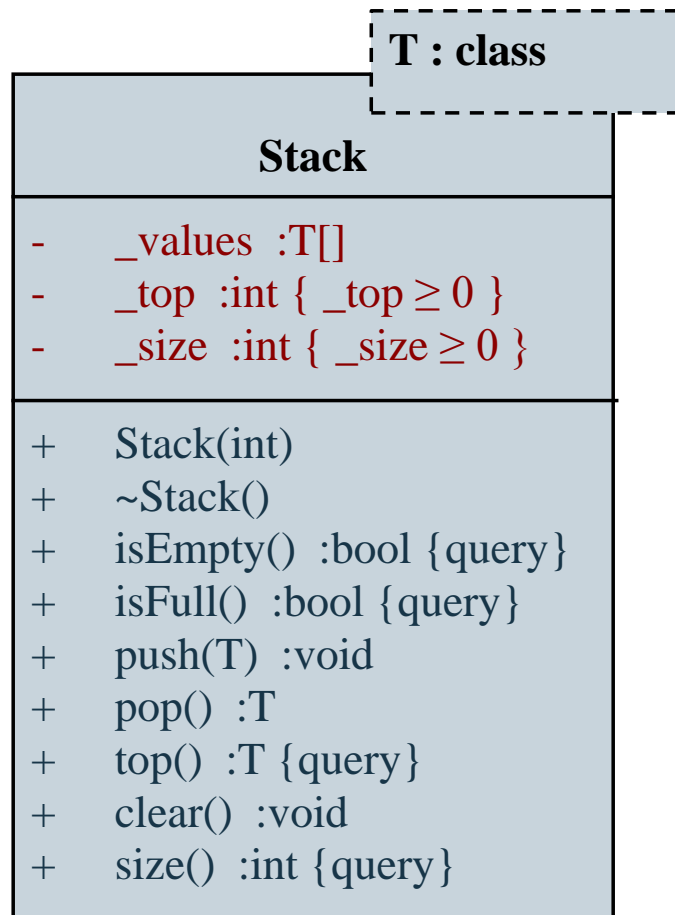 T : class
Stack
- _values :T[]
- _top :int { _top ≥ 0 }
- _size :int { _size ≥ 0 }
+ Stack(int)
+ ~Stack()
+ isEmpty() :bool {query}
+ isFull() :bool {query}
+ push(T) :void
+ pop() :T
+ top() :T {query}
+ clear() :void
+ size() :int {query}